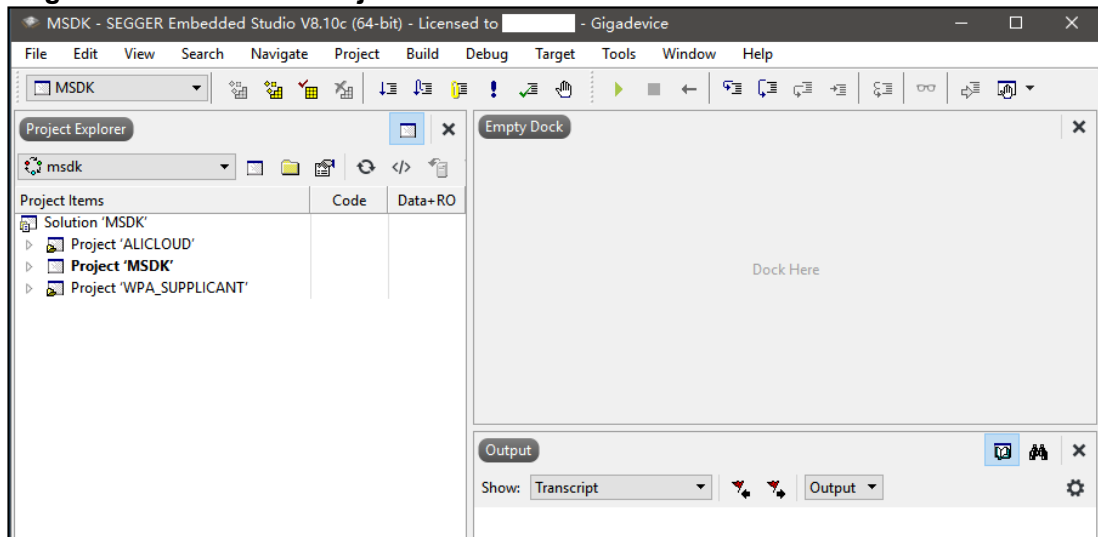 MSDK - SEGGER Embedded Studio V8.10c (64-bit) - Licensed to - Gigadevice
File Edit View Search Navigate Project Build Debug Target Tools Window Help
MSDK
Project Explorer
msdk
Project Items Code Data+RO
Solution 'MSDK'
Project 'ALICLOUD'
Project 'MSDK'
Project 'WPA_SUPPLICANT'
Empty Dock
Dock Here
Output
Show: Transcript Output